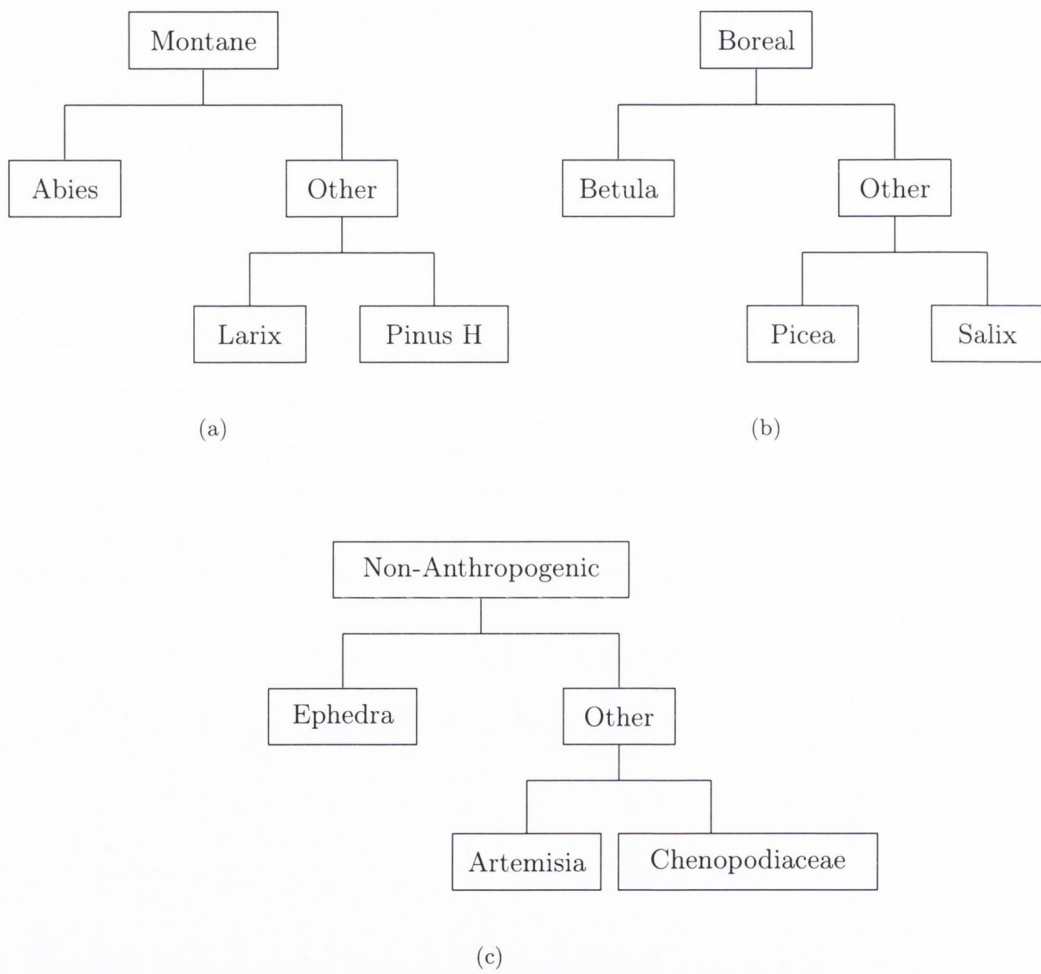 Montane
Boreal
Abies
Other
Betula
Other
Larix
Pinus H
Picea
Salix
(a)
(b)
Non-Anthropogenic
Ephedra
Other
Artemisia
Chenopodiaceae
(c)